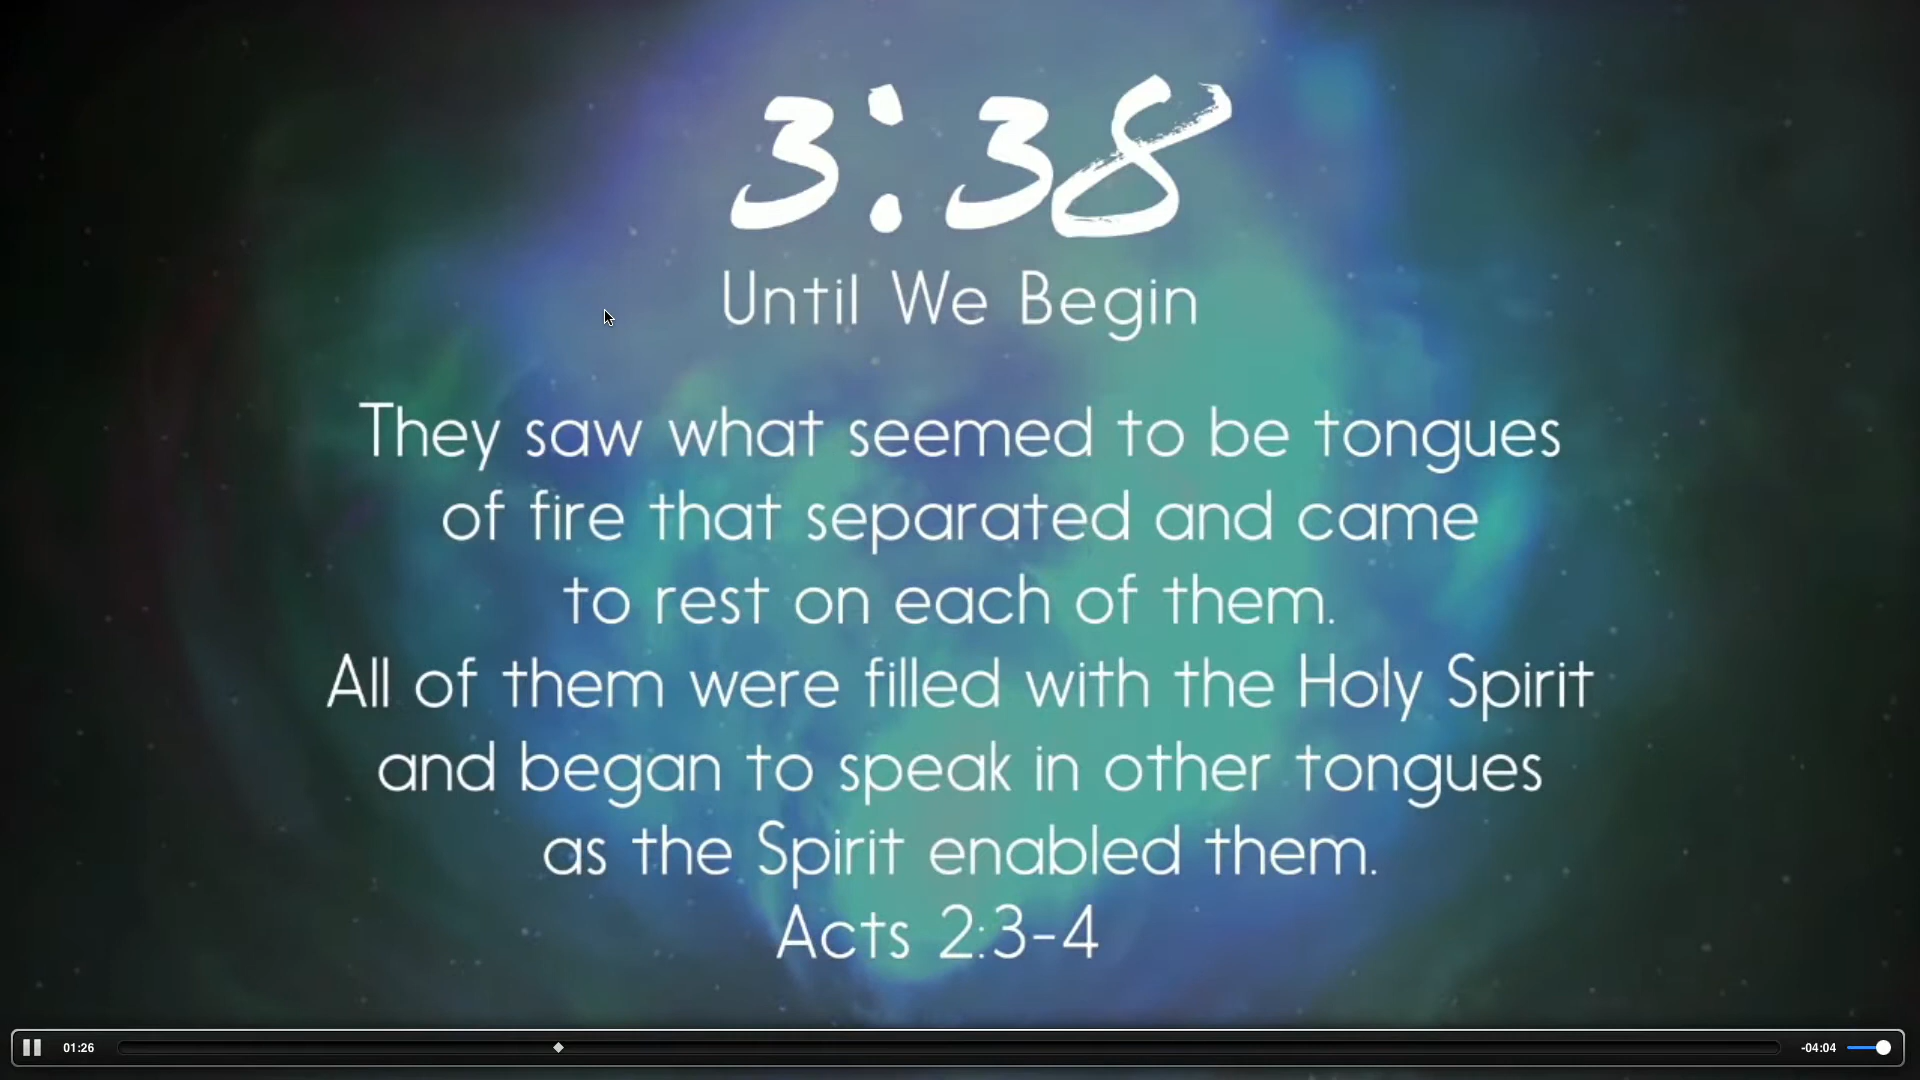 3:38
Until We Begin
They saw what seemed to be tongues
of fire that separated and came
to rest on each of them.
All of them were filled with the Holy Spirit
and began to speak in other tongues
as the Spirit enabled them.
Acts 2:3-4
01:26 -04:04